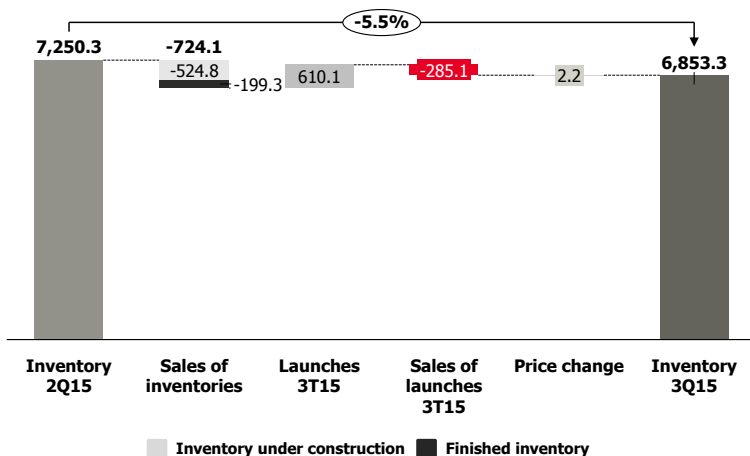 -5.5%
7,250.3
-724.1
-524.8
-199.3
610.1
-285.1
2.2
6,853.3
Inventory
2Q15
Sales of
inventories
Launches
3T15
Sales of
launches
3T15
Price change
Inventory
3Q15
Inventory under construction
Finished inventory